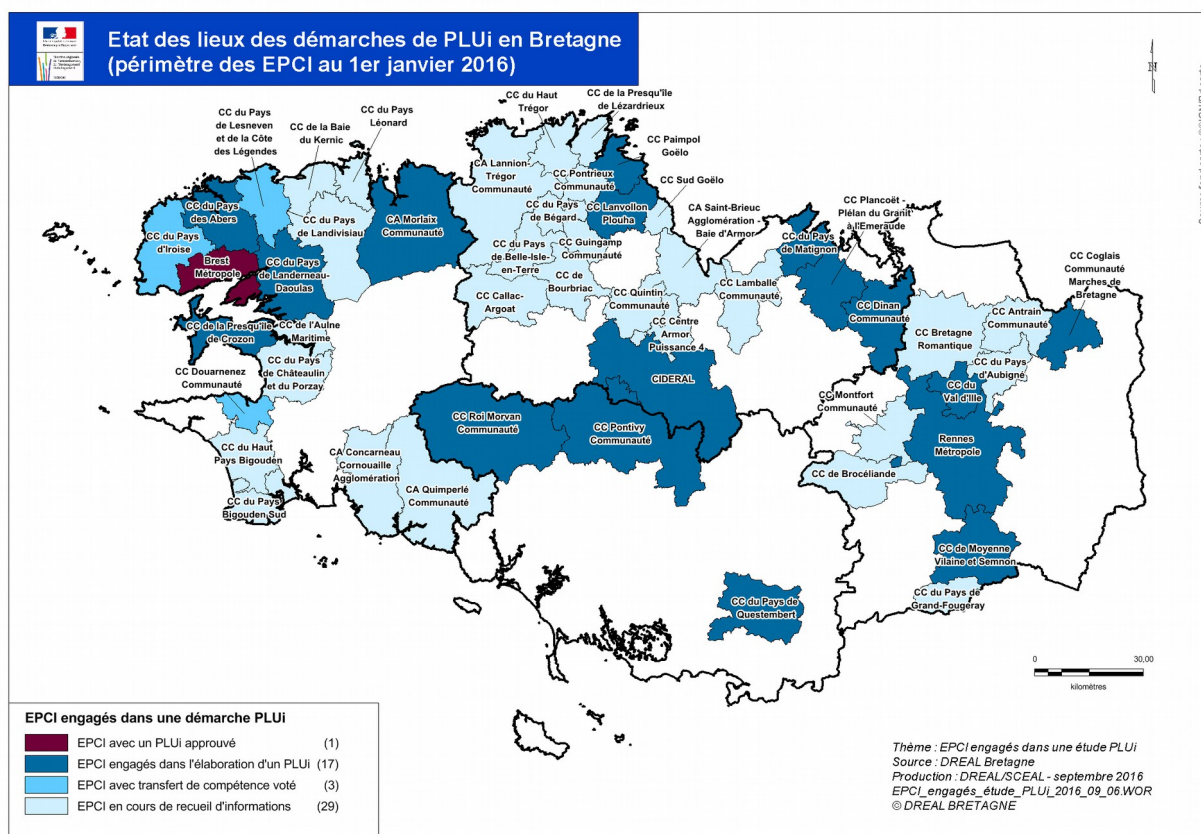 Etat des lieux des démarches de PLUi en Bretagne
(périmètre des EPCI au 1er janvier 2016)
CC du Haut
Trégor
CC de la Presqu'île
de Lézardrieux
CC du Pays
de Lesneven
et de la Côte
des Légendes
CC de la Baie
du Kernic
CC du Pays
Léonard
CC Paimpol
Goëlo
CA Lannion-
Trégor
Communauté
CC Pontrieux
Communauté
CC Sud Goëlo
CC du Pays
des Abers
CC du Pays
de Landivisiau
CA Morlaix
Communauté
CC du Pays
de Bégard
CC Lanvollon
Plouha
CA Saint-Brieuc
Agglomération -
Baie d'Armor
CC Plancoët -
Plélan du Granit
à l'Emeraude
CC du Pays
d'Iroise
Brest
Métropole
CC du Pays
de Landerneau-
Daoulas
CC du Pays
de Belle-Isle-
en-Terre
CC Guingamp
Communauté
CC du Pays
de Matignon
CC Coglais
Communauté
Marches de
Bretagne
CC Callac-
Argoat
CC de
Bourbriac
CC Quintin
Communauté
CC Lamballe
Communauté
CC Dinan
Communauté
CC Bretagne
Romantique
CC Antrain
Communauté
CC de la Presqu'île
de Crozon
CC de l'Aulne
Maritime
CC Centre
Armor
Puissance 4
CC du Pays
d'Aubigné
CC Douarnenez
Communauté
CC du Pays
de Châteaulin
et du Porzay
CIDERAL
CC du
Val d'Ille
CC Montfort
Communauté
CC Roi Morvan
Communauté
CC Pontivy
Communauté
Rennes
Métropole
CC du Haut
Pays Bigouden
CA Concarneau
Cornouaille
Agglomération
CA Quimperlé
Communauté
CC de Brocéliande
CC du Pays
Bigouden Sud
CC de Moyenne
Vilaine et Semnon
CC du Pays de
Grand-Fougeray
CC du Pays de
Questembert
0 30,00
kilomètres
EPCI engagés dans une démarche PLUi
EPCI avec un PLUi approuvé (1)
EPCI engagés dans l'élaboration d'un PLUi (17)
EPCI avec transfert de compétence voté (3)
EPCI en cours de recueil d'informations (29)
Thème : EPCI engagés dans une étude PLUi
Source : DREAL Bretagne
Production : DREAL/SCEAL - septembre 2016
EPCI_engagés_étude_PLUi_2016_09_06.WOR
© DREAL BRETAGNE